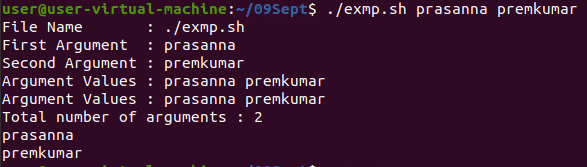 user@user-virtual-machine:~/09Sept$ ./exmp.sh prasanna premkumar
File Name       : ./exmp.sh
First Argument  : prasanna
Second Argument : premkumar
Argument Values : prasanna premkumar
Argument Values : prasanna premkumar
Total number of arguments : 2
prasanna
premkumar